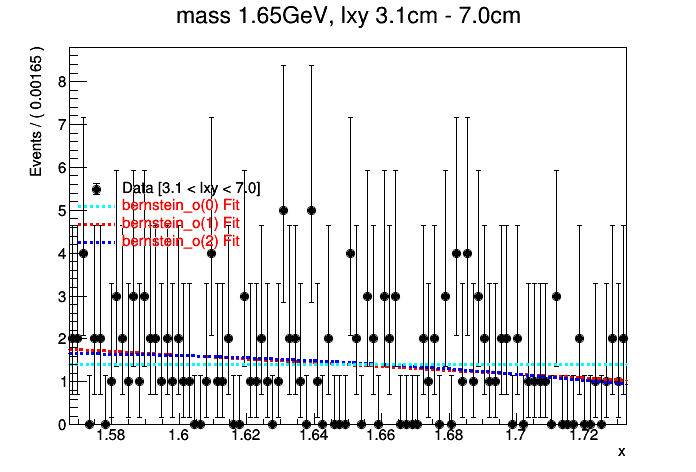 mass 1.65GeV, lxy 3.1cm - 7.0cm
Events / ( 0.00165 )
8
7
6
5
4
3
2
1
0
Data [3.1 < lxy < 7.0]
bernstein_o(0) Fit
bernstein_o(1) Fit
bernstein_o(2) Fit
1.58 1.6 1.62 1.64 1.66 1.68 1.7 1.72
x